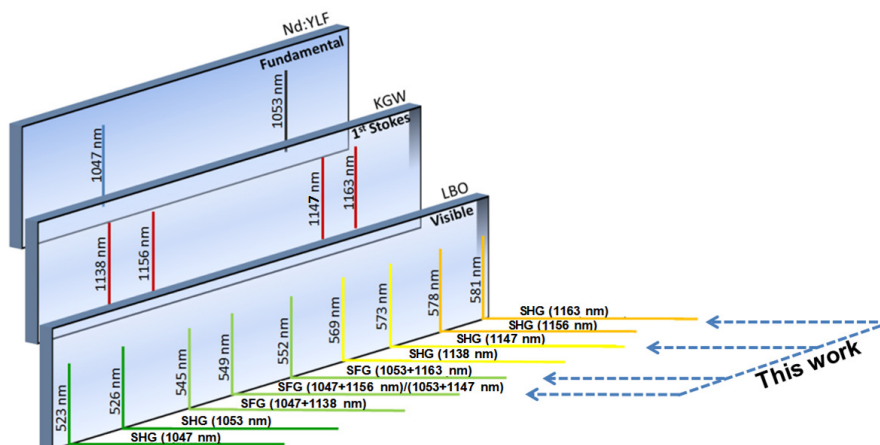 Nd:YLF
Fundamental
1047 nm
1053 nm
KGW
1st Stokes
1138 nm
1156 nm
1147 nm
1163 nm
LBO
Visible
523 nm
526 nm
545 nm
549 nm
552 nm
569 nm
573 nm
578 nm
581 nm
SHG (1163 nm)
SHG (1156 nm)
SHG (1147 nm)
SHG (1138 nm)
SFG (1053+1163 nm)
SFG (1047+1156 nm)/(1053+1147 nm)
SFG (1047+1138 nm)
SHG (1053 nm)
SHG (1047 nm)
This work